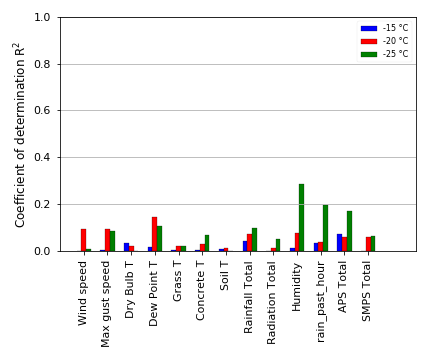 Coefficient of determination R²
1.0
0.8
0.6
0.4
0.2
0.0
-15 °C
-20 °C
-25 °C
Wind speed
Max gust speed
Dry Bulb T
Dew Point T
Grass T
Concrete T
Soil T
Rainfall Total
Radiation Total
Humidity
rain_past_hour
APS Total
SMPS Total